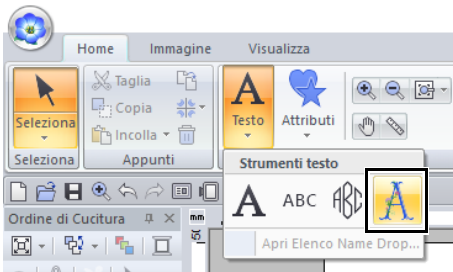 Home Immagine Visualizza
Taglia
Copia
Incolla
Seleziona
Testo
Attributi
Seleziona Appunti
Strumenti testo
A ABC ABC A
Apri Elenco Name Drop...
Ordine di Cucitura
mm